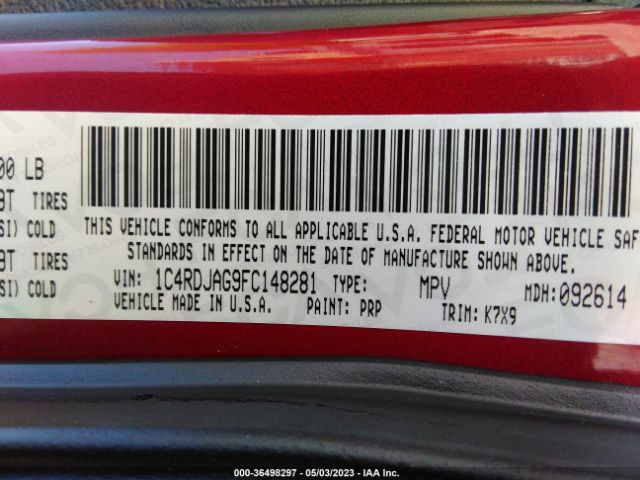 00 LB
BT TIRES
SI) COLD
BT TIRES
SI) COLD
THIS VEHICLE CONFORMS TO ALL APPLICABLE U.S.A. FEDERAL MOTOR VEHICLE SAF
STANDARDS IN EFFECT ON THE DATE OF MANUFACTURE SHOWN ABOVE.
VIN: 1C4RDJAG9FC148281 TYPE: MPV MDH:092614
VEHICLE MADE IN U.S.A. PAINT: PRP TRIM: K7X9
000-36498297 - 05/03/2023 - IAA Inc.